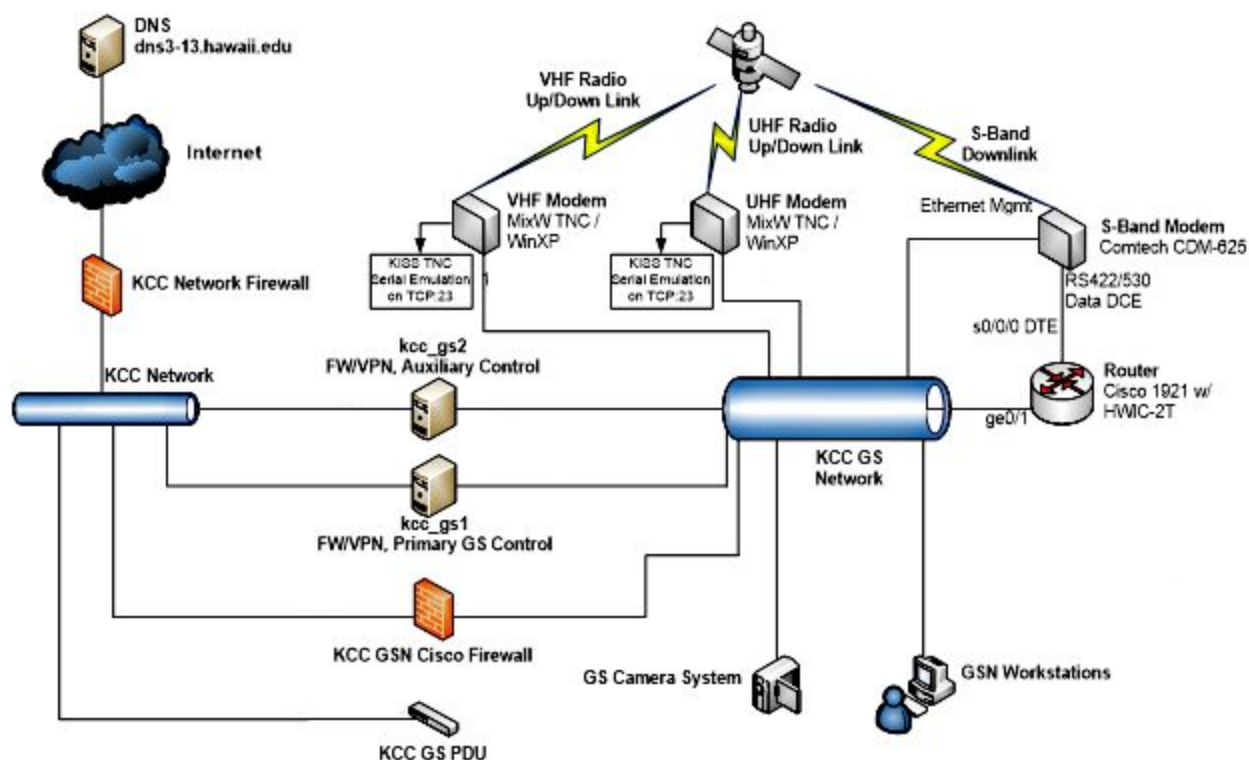 DNS
dns3-13.hawaii.edu
Internet
KCC Network Firewall
KCC Network
VHF Radio
Up/Down Link
UHF Radio
Up/Down Link
S-Band
Downlink
VHF Modem
MixW TNC /
WinXP
KISS TNC
Serial Emulation
on TCP:23
UHF Modem
MixW TNC /
WinXP
KISS TNC
Serial Emulation
on TCP:23
Ethernet Mgmt
S-Band Modem
Comtech CDM-625
RS422/530
Data DCE
s0/0/0 DTE
Router
Cisco 1921 w/
HWIC-2T
ge0/1
kcc_gs2
FW/VPN, Auxiliary Control
KCC GS
Network
kcc_gs1
FW/VPN, Primary GS Control
KCC GSN Cisco Firewall
GS Camera System
GSN Workstations
KCC GS PDU